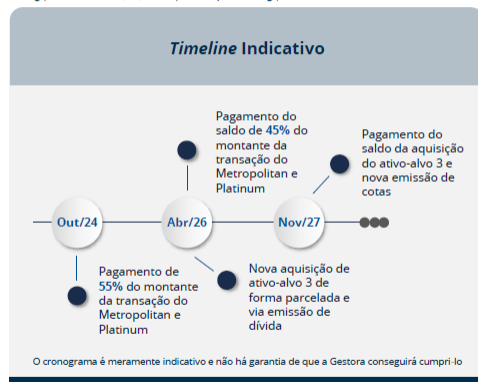 Timeline Indicativo
Pagamento do
saldo de 45% do
montante da
transação do
Metropolitan e
Platinum
Pagamento do
saldo da aquisição
do ativo-alvo 3 e
nova emissão de
cotas
Out/24
Abr/26
Nov/27
Pagamento de
55% do montante
da transação do
Metropolitan e
Platinum
Nova aquisição de
ativo-alvo 3 de
forma parcelada e
via emissão de
dívida
O cronograma é meramente indicativo e não há garantia de que a Gestora conseguirá cumpri-lo